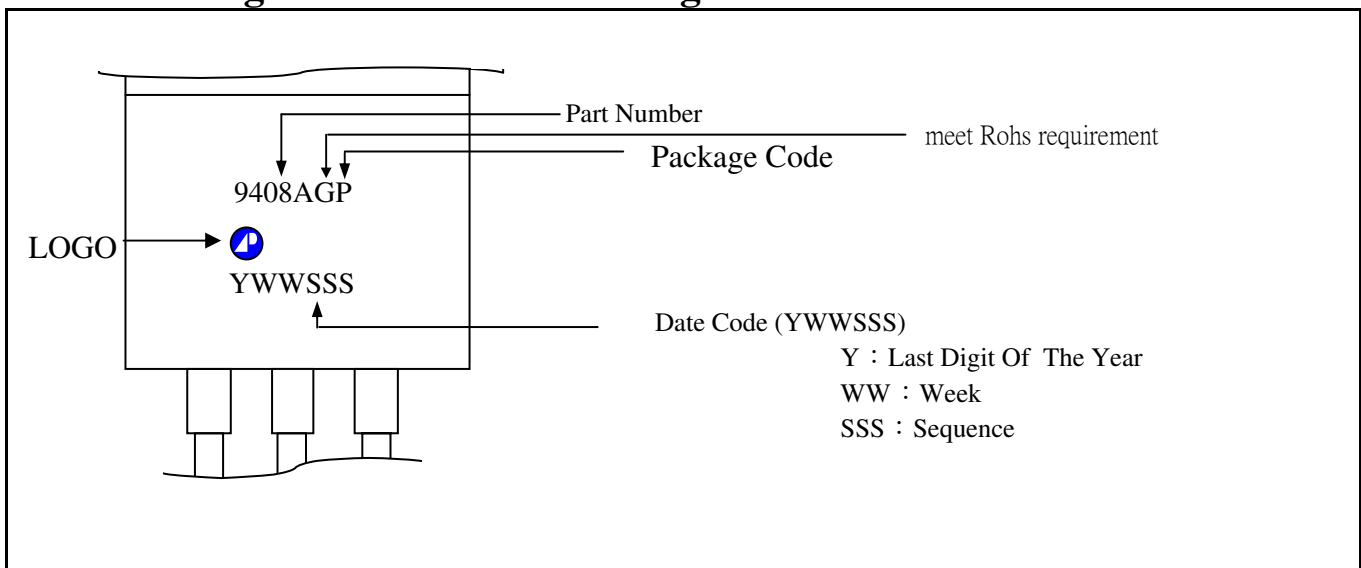 Part Number
meet Rohs requirement
Package Code
9408AGP
LOGO
YWWSSS
Date Code (YWWSSS)
Y：Last Digit Of The Year
WW：Week
SSS：Sequence